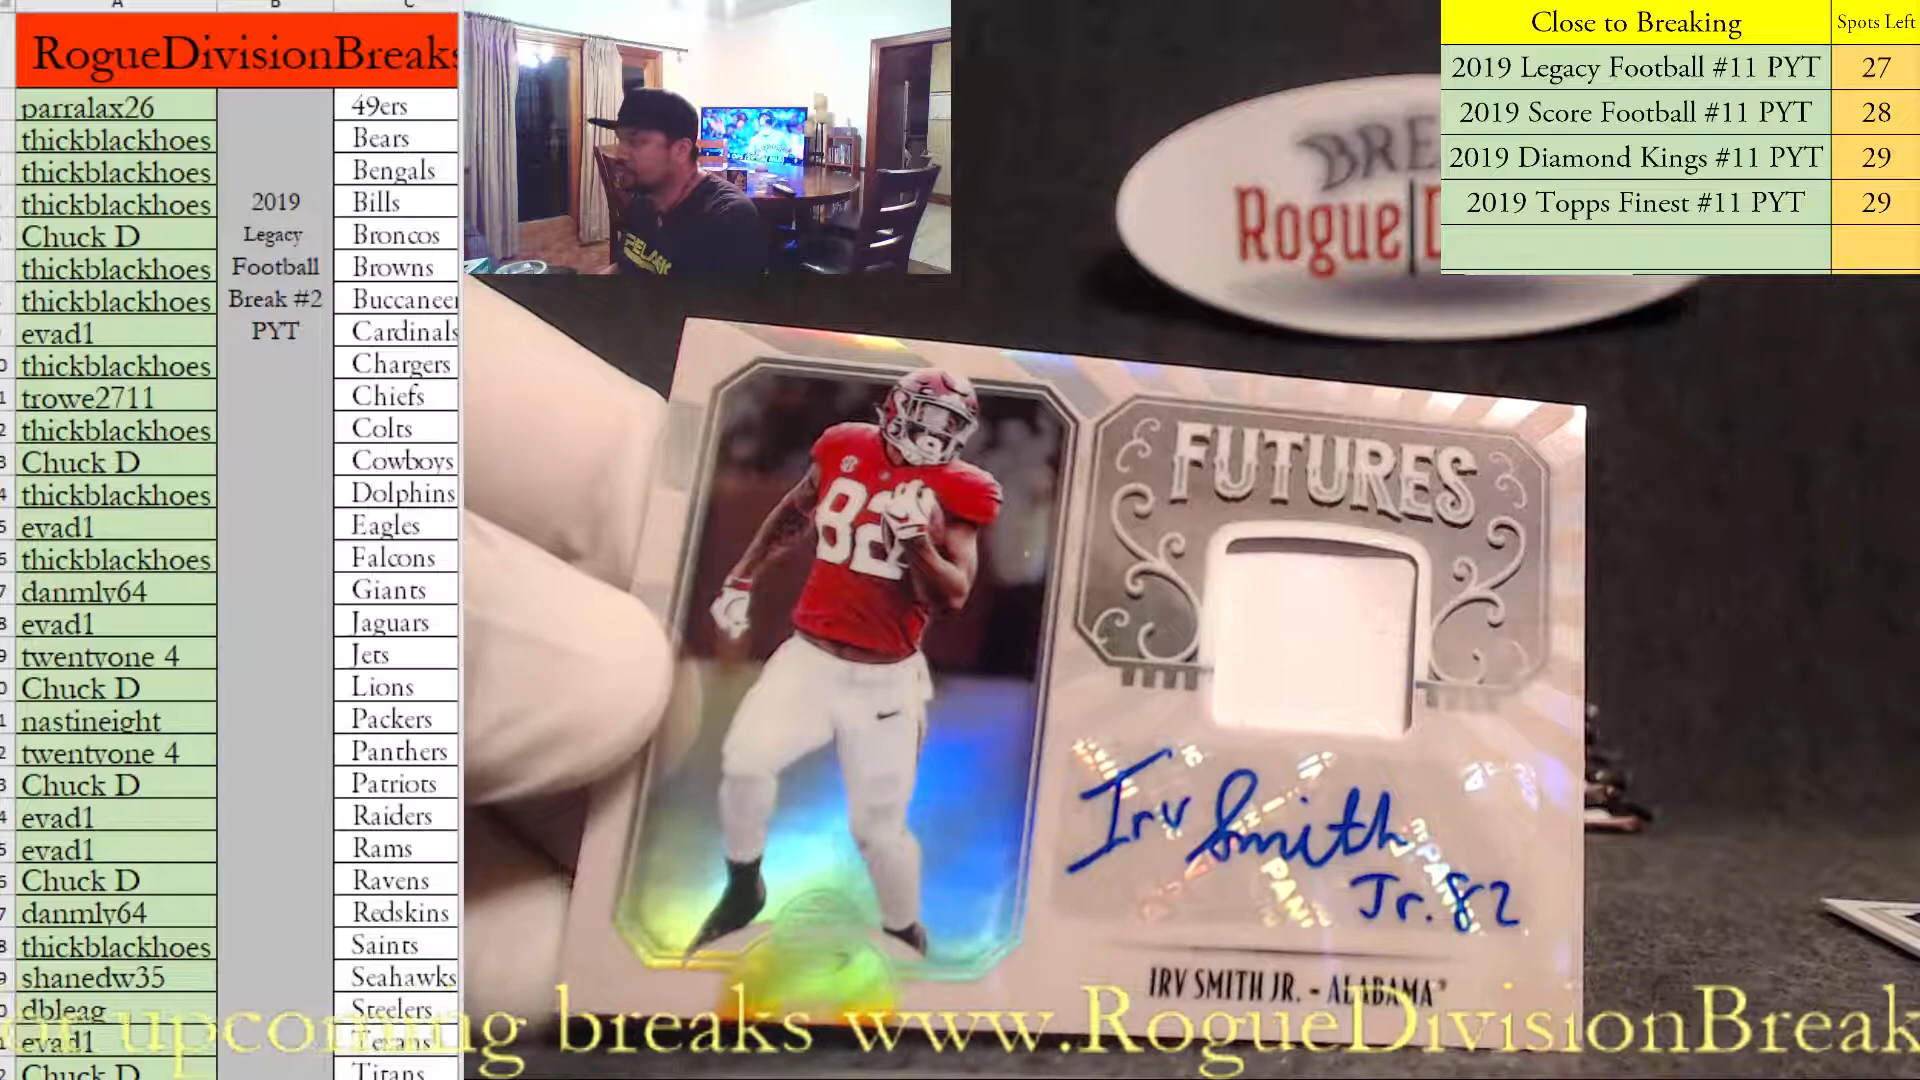 RogueDivisionBreaks
parralax26 49ers
thickblackhoes Bears
thickblackhoes Bengals
thickblackhoes 2019 Bills
Chuck D Legacy Broncos
thickblackhoes Football Browns
thickblackhoes Break #2 Buccaneer
evad1 PYT Cardinals
thickblackhoes Chargers
trowe2711 Chiefs
thickblackhoes Colts
Chuck D Cowboys
thickblackhoes Dolphins
evad1 Eagles
thickblackhoes Falcons
danmly64 Giants
evad1 Jaguars
twentyone 4 Jets
Chuck D Lions
nastineight Packers
twentyone 4 Panthers
Chuck D Patriots
evad1 Raiders
evad1 Rams
Chuck D Ravens
danmly64 Redskins
thickblackhoes Saints
shanedw35 Seahawks
dbleag Steelers
evad1 Texans
Chuck D Titans
Close to Breaking Spots Left
2019 Legacy Football #11 PYT 27
2019 Score Football #11 PYT 28
2019 Diamond Kings #11 PYT 29
2019 Topps Finest #11 PYT 29
BRE
Rogue|D
82
FUTURES
Irv Smith
Jr. 82
IRV SMITH JR. - ALABAMA
upcoming breaks www.RogueDivisionBreak